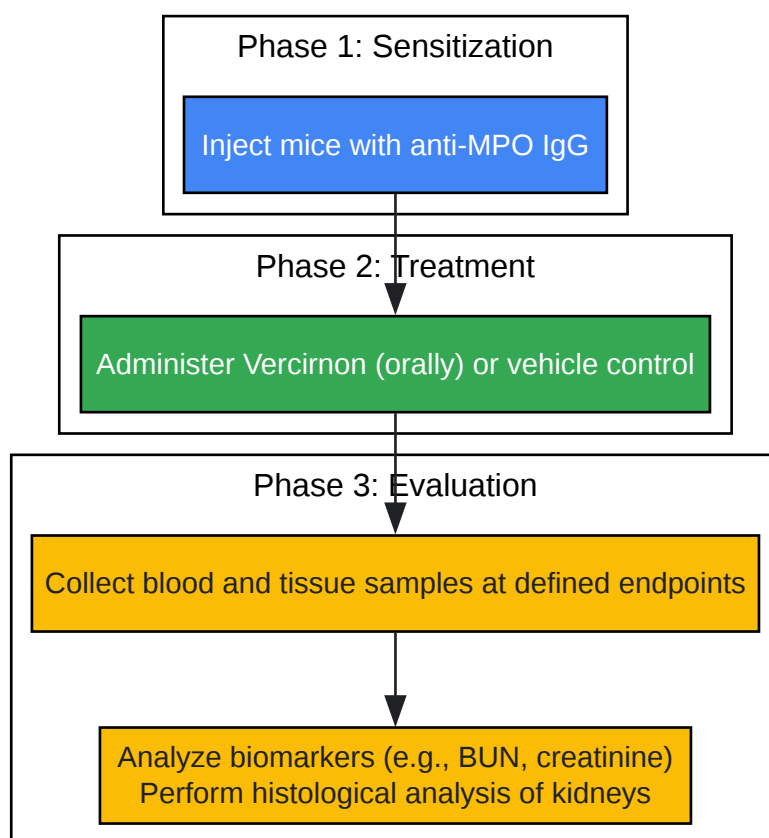 Phase 1: Sensitization
Inject mice with anti-MPO IgG
Phase 2: Treatment
Administer Vercirnon (orally) or vehicle control
Phase 3: Evaluation
Collect blood and tissue samples at defined endpoints
Analyze biomarkers (e.g., BUN, creatinine)
Perform histological analysis of kidneys